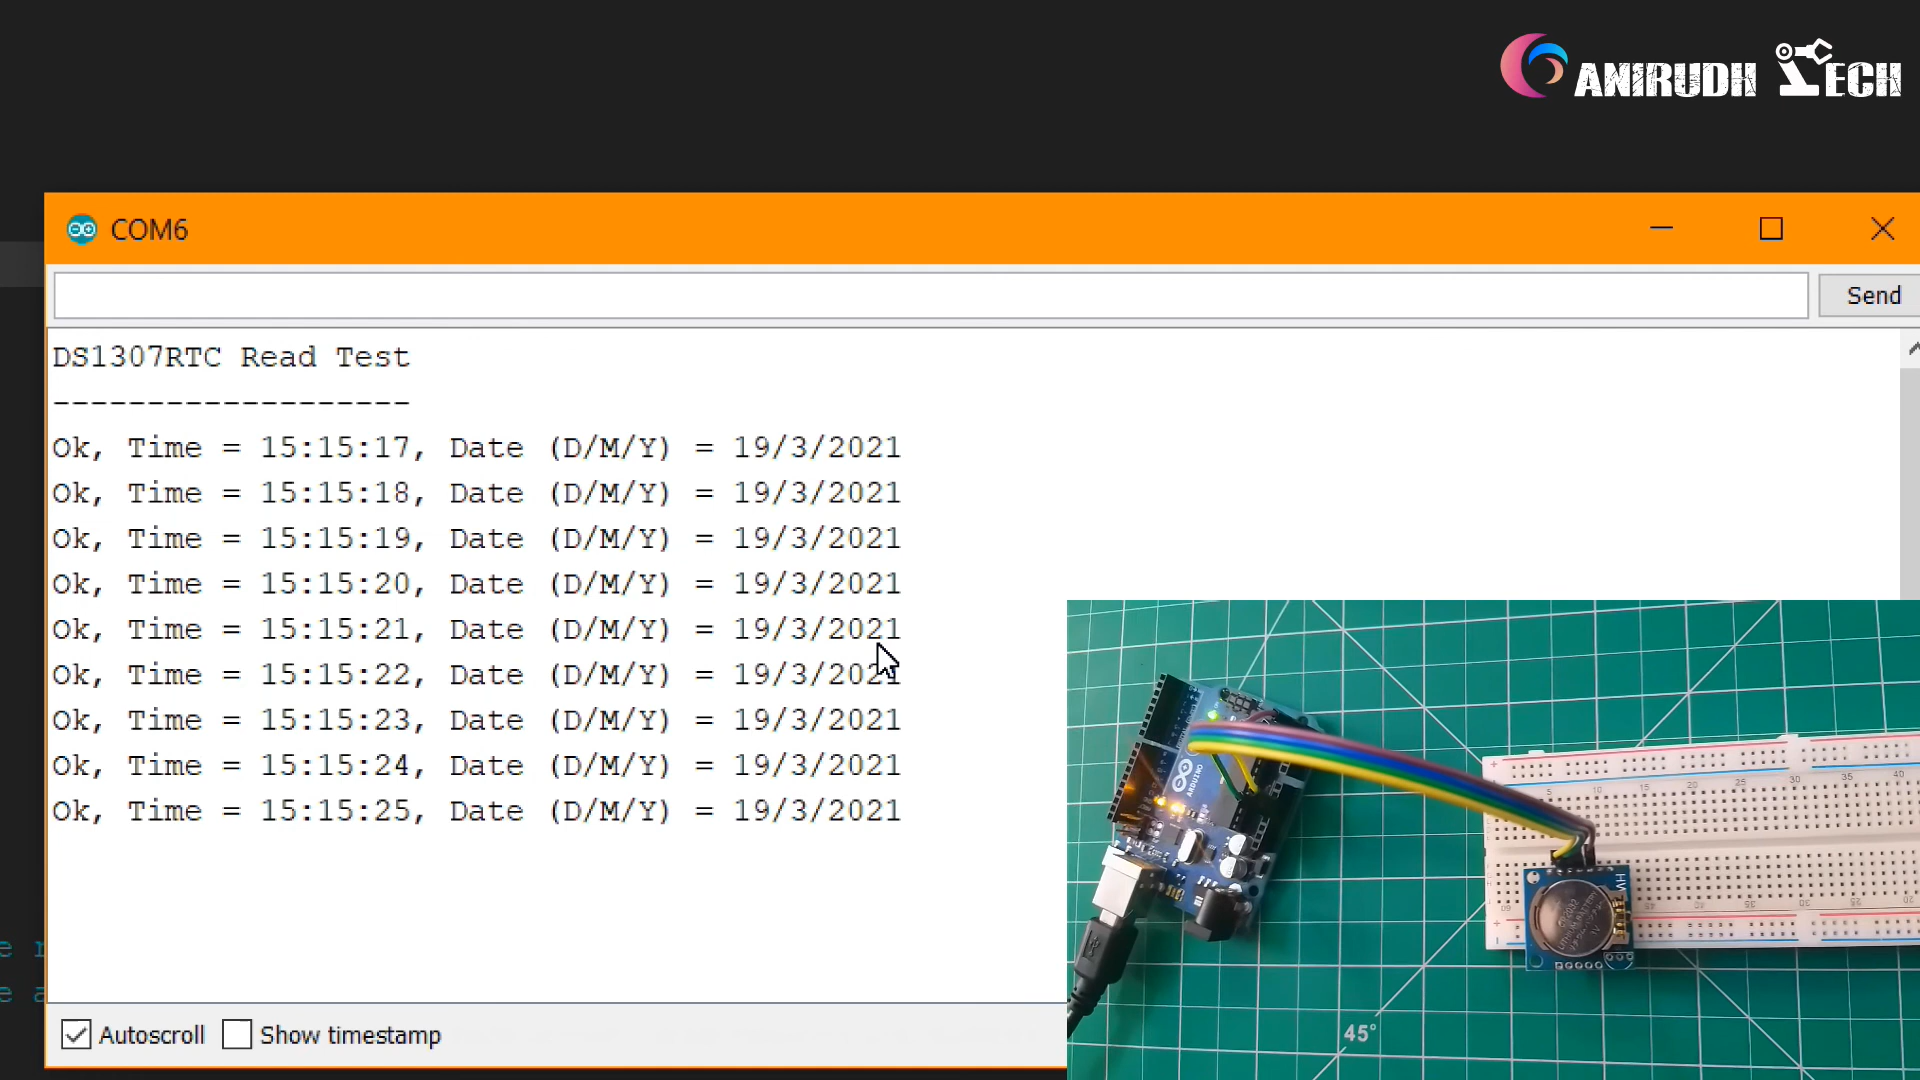 ANIRUDH TECH
COM6
Send
DS1307RTC Read Test
-------------------
Ok, Time = 15:15:17, Date (D/M/Y) = 19/3/2021
Ok, Time = 15:15:18, Date (D/M/Y) = 19/3/2021
Ok, Time = 15:15:19, Date (D/M/Y) = 19/3/2021
Ok, Time = 15:15:20, Date (D/M/Y) = 19/3/2021
Ok, Time = 15:15:21, Date (D/M/Y) = 19/3/2021
Ok, Time = 15:15:22, Date (D/M/Y) = 19/3/2021
Ok, Time = 15:15:23, Date (D/M/Y) = 19/3/2021
Ok, Time = 15:15:24, Date (D/M/Y) = 19/3/2021
Ok, Time = 15:15:25, Date (D/M/Y) = 19/3/2021
Autoscroll
Show timestamp
ARDUINO
CR2032
45°